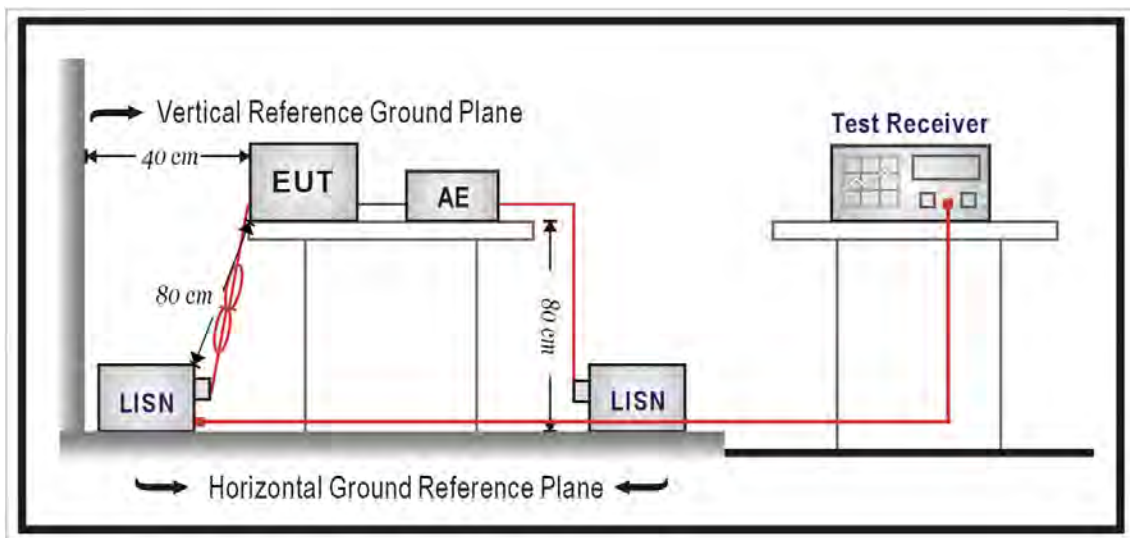 Vertical Reference Ground Plane
40 cm
Test Receiver
EUT
AE
80 cm
80 cm
LISN
LISN
Horizontal Ground Reference Plane